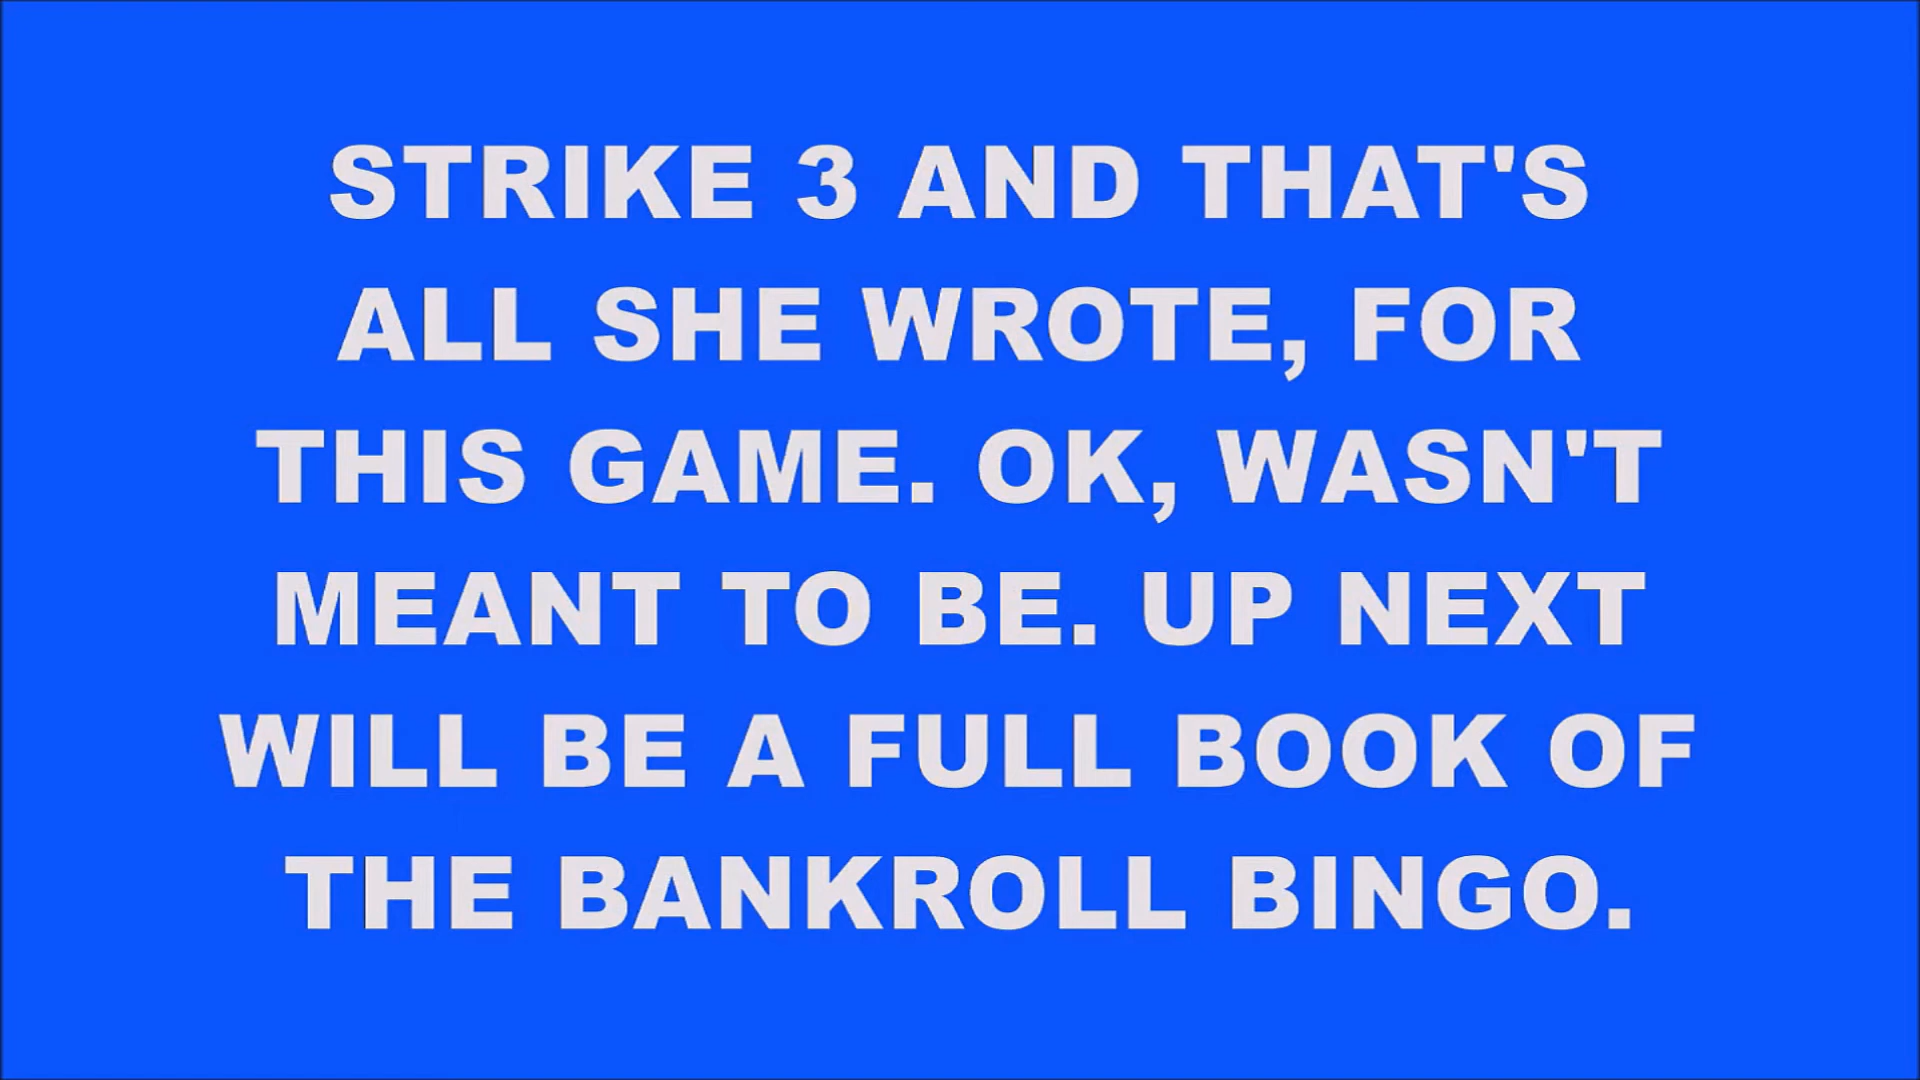 STRIKE 3 AND THAT'S
ALL SHE WROTE, FOR
THIS GAME. OK, WASN'T
MEANT TO BE. UP NEXT
WILL BE A FULL BOOK OF
THE BANKROLL BINGO.